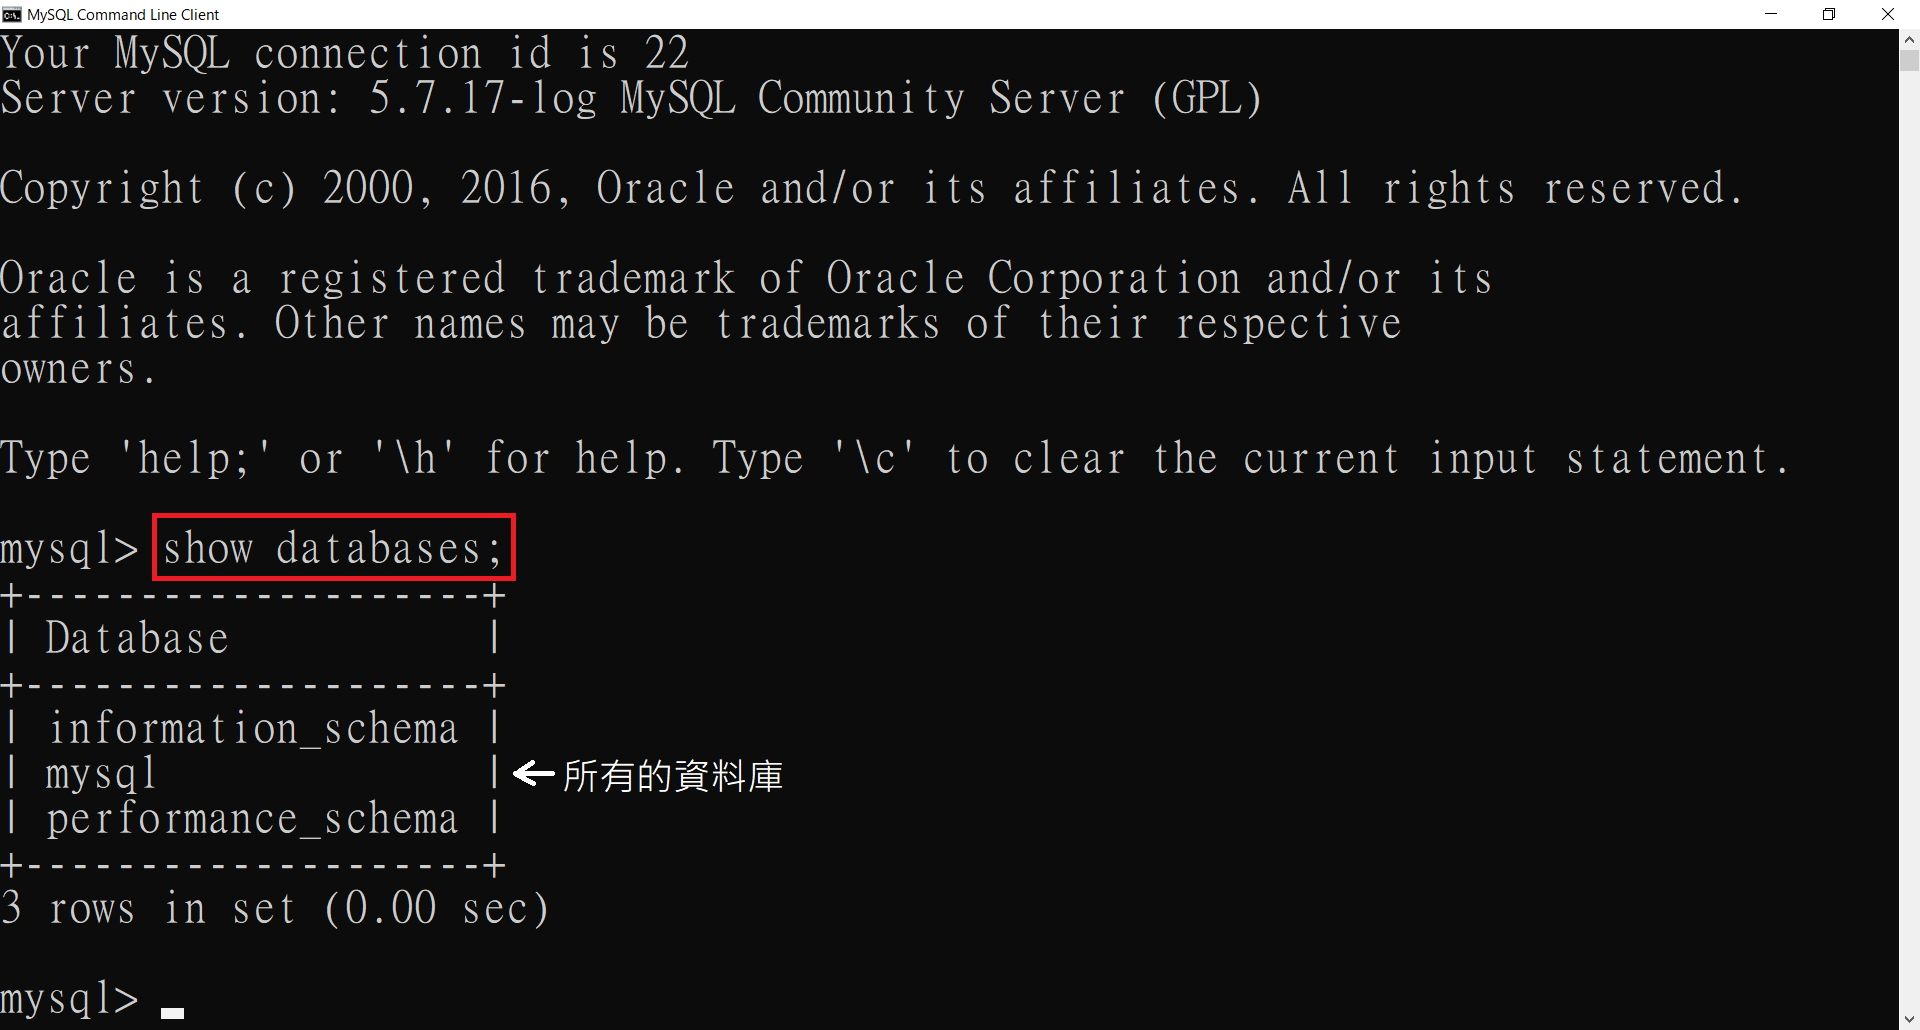 MySQL Command Line Client
Your MySQL connection id is 22
Server version: 5.7.17-log MySQL Community Server (GPL)
Copyright (c) 2000, 2016, Oracle and/or its affiliates. All rights reserved.
Oracle is a registered trademark of Oracle Corporation and/or its
affiliates. Other names may be trademarks of their respective
owners.
Type 'help;' or '\h' for help. Type '\c' to clear the current input statement.
mysql> show databases;
+--------------------+
| Database           |
+--------------------+
| information_schema |
| mysql              | ←所有的資料庫
| performance_schema |
+--------------------+
3 rows in set (0.00 sec)
mysql>